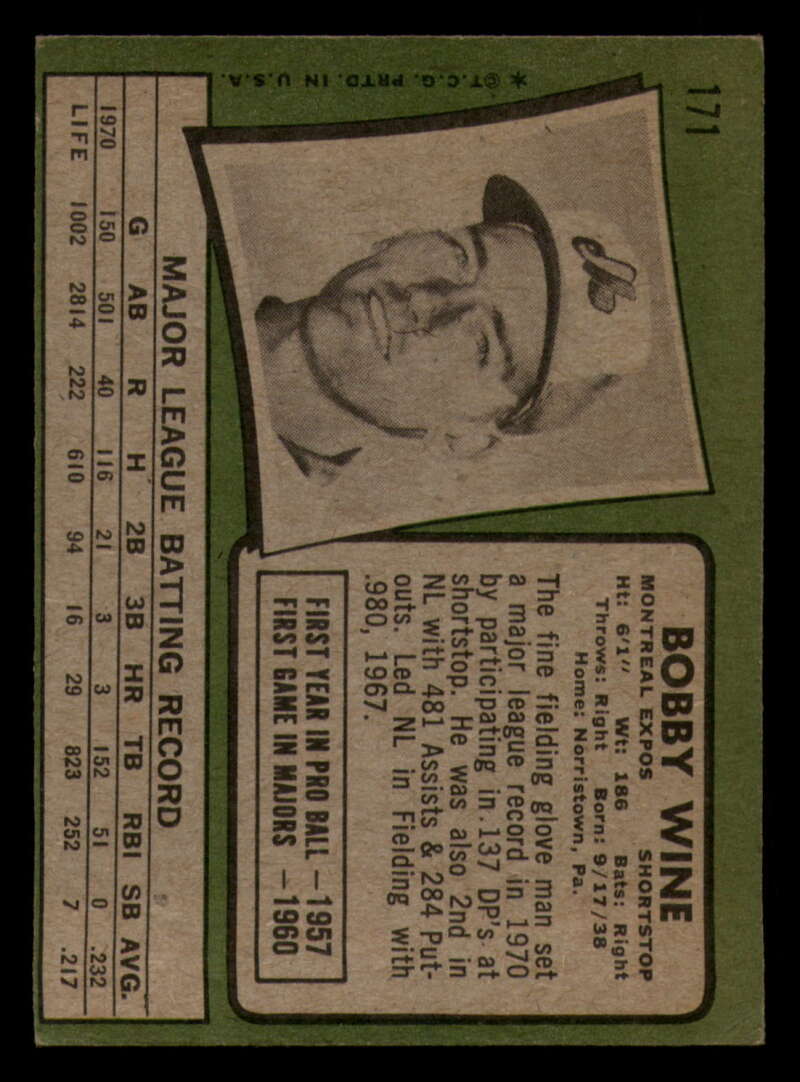 171
BOBBY WINE
MONTREAL EXPOS SHORTSTOP
Ht: 6'1" Wt: 186 Bats: Right
Throws: Right Born: 9/17/38
Home: Norristown, Pa.
The fine fielding glove man set
a major league record in 1970
by participating in 137 DP's at
shortstop. He was also 2nd in
NL with 481 Assists & 284 Put-
outs. Led NL in Fielding with
.980, 1967.
FIRST YEAR IN PRO BALL — 1957
FIRST GAME IN MAJORS — 1960
MAJOR LEAGUE BATTING RECORD
G AB R H 2B 3B HR TB RBI SB AVG.
1970 150 501 40 116 21 3 3 152 51 0 .232
LIFE 1002 2814 222 610 94 16 29 823 252 7 .217
* © T.C.G. PRTD. IN U.S.A.